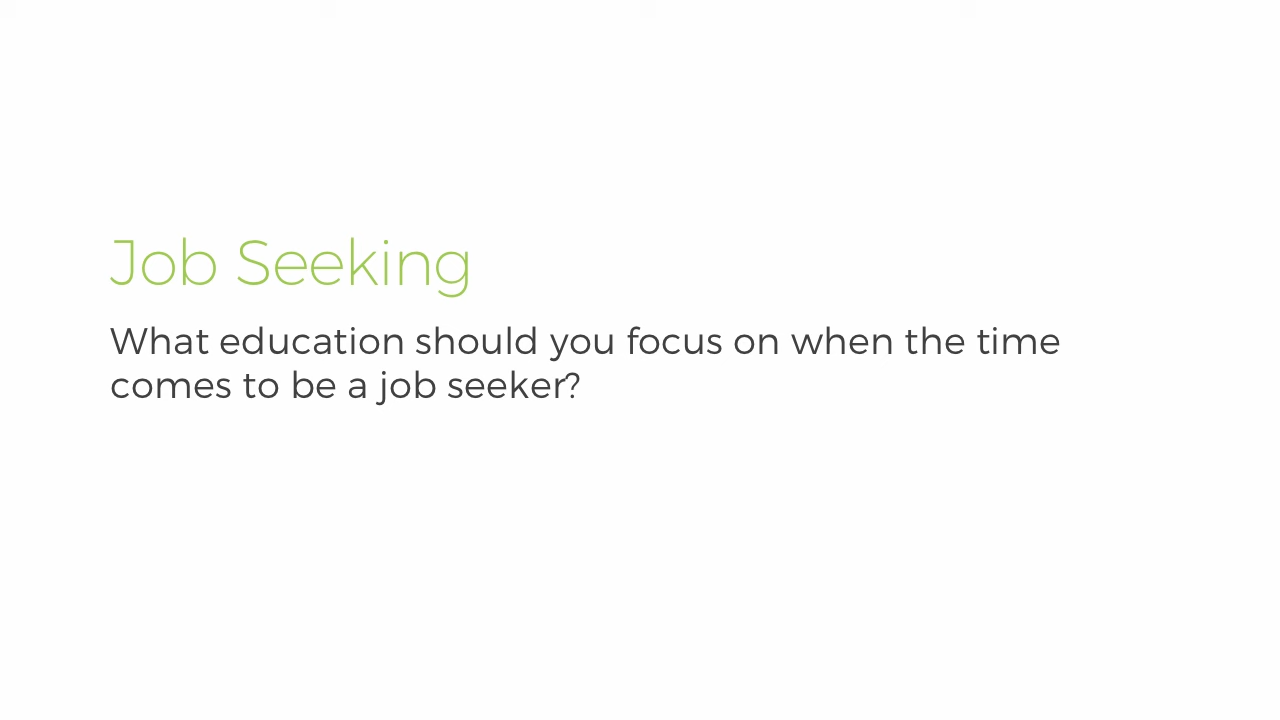 Job Seeking
What education should you focus on when the time
comes to be a job seeker?